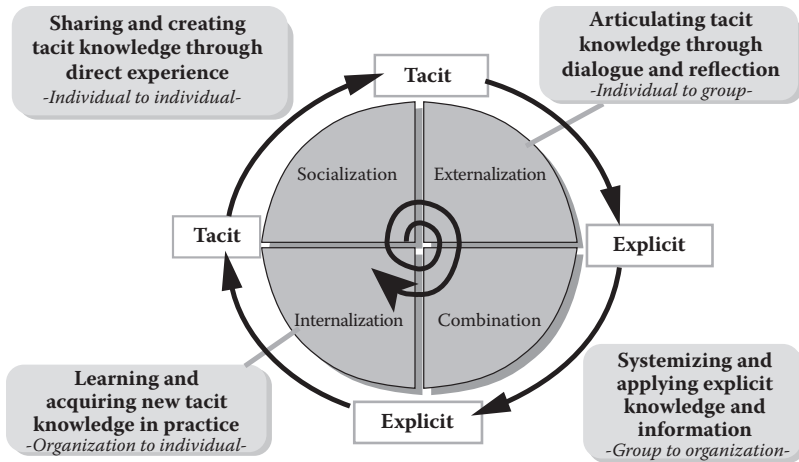 Sharing and creating
tacit knowledge through
direct experience
-Individual to individual-
Articulating tacit
knowledge through
dialogue and reflection
-Individual to group-
Tacit
Socialization
Externalization
Tacit
Explicit
Internalization
Combination
Learning and
acquiring new tacit
knowledge in practice
-Organization to individual-
Explicit
Systemizing and
applying explicit
knowledge and
information
-Group to organization-